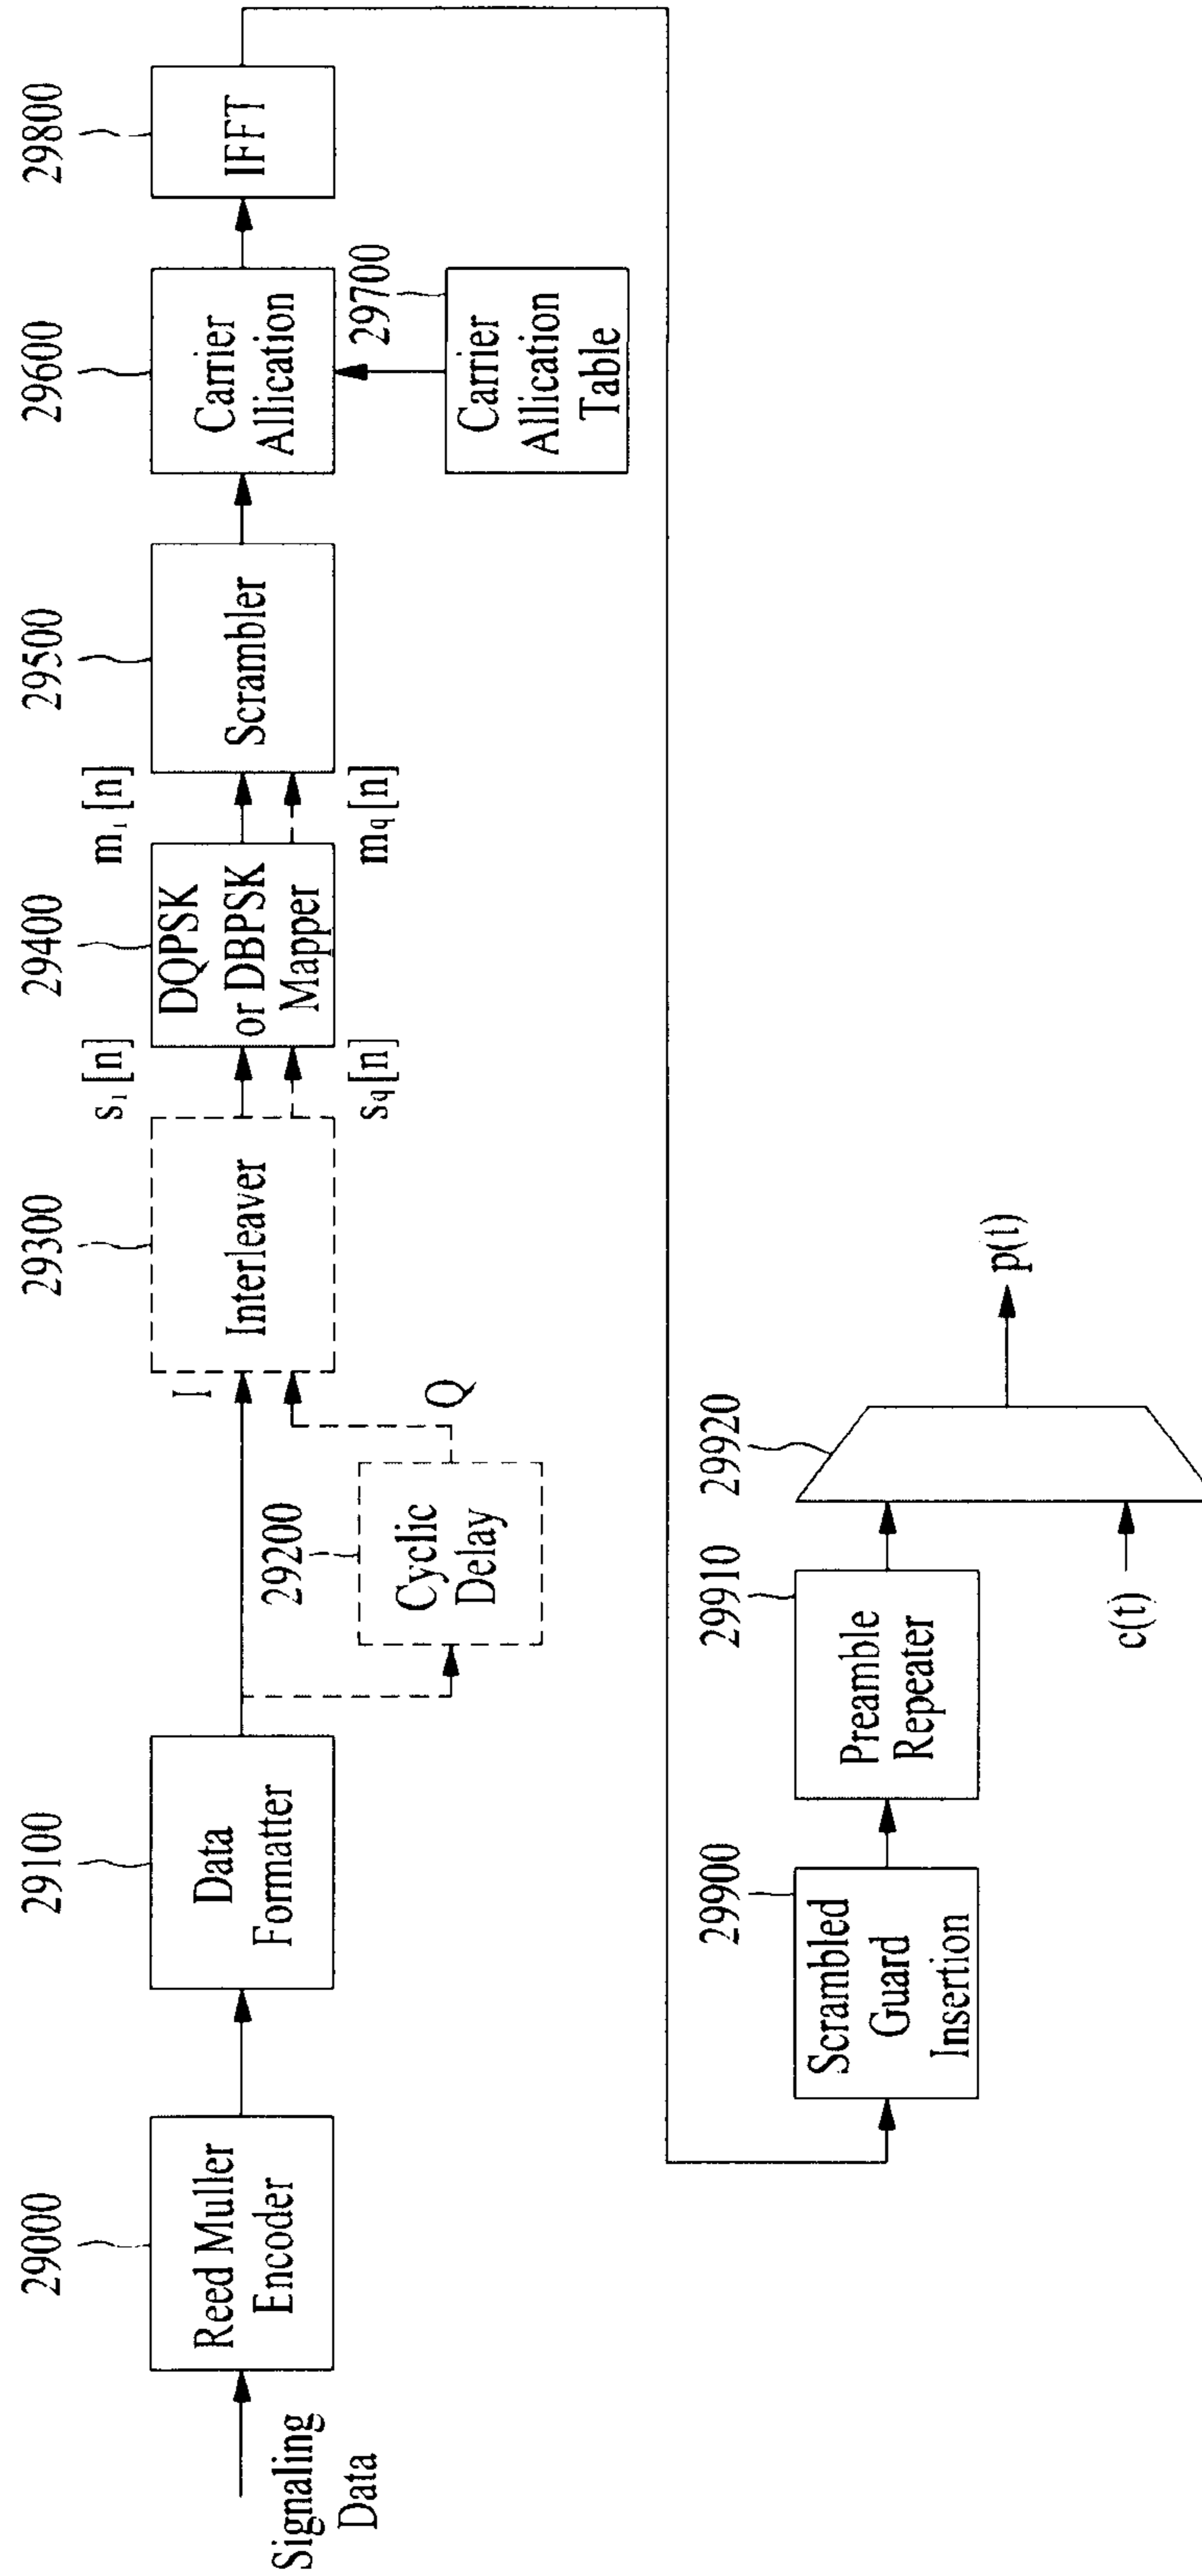 29000
Reed Muller
Encoder
Signaling
Data
29100
Data
Formatter
29200
Cyclic
Delay
I
Q
29300
Interleaver
s_i[n]
s_q[n]
29400
DQPSK
or DBPSK
Mapper
m_i[n]
m_q[n]
29500
Scrambler
29600
Carrier
Allication
29700
Carrier
Allication
Table
29800
IFFT
29900
Scrambled
Guard
Insertion
29910
Preamble
Repeater
29920
c(t)
p(t)